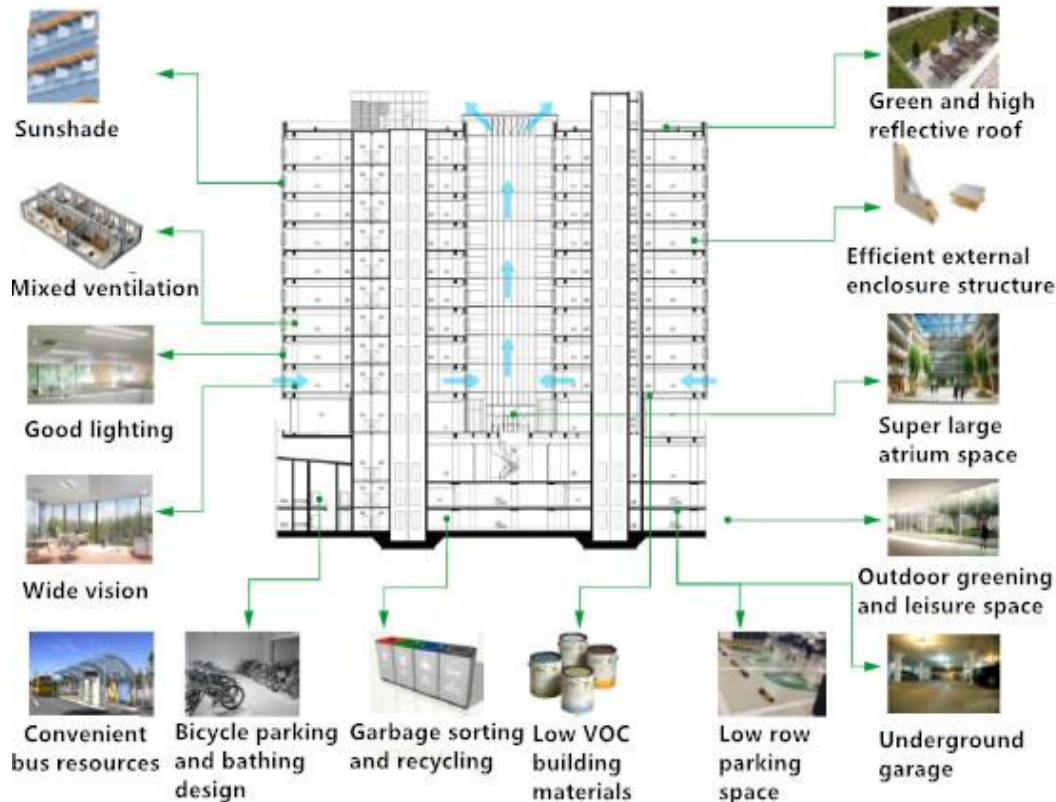 Sunshade
Mixed ventilation
Good lighting
Wide vision
Convenient
bus resources
Bicycle parking
and bathing
design
Garbage sorting
and recycling
Low VOC
building
materials
Low row
parking
space
Green and high
reflective roof
Efficient external
enclosure structure
Super large
atrium space
Outdoor greening
and leisure space
Underground
garage